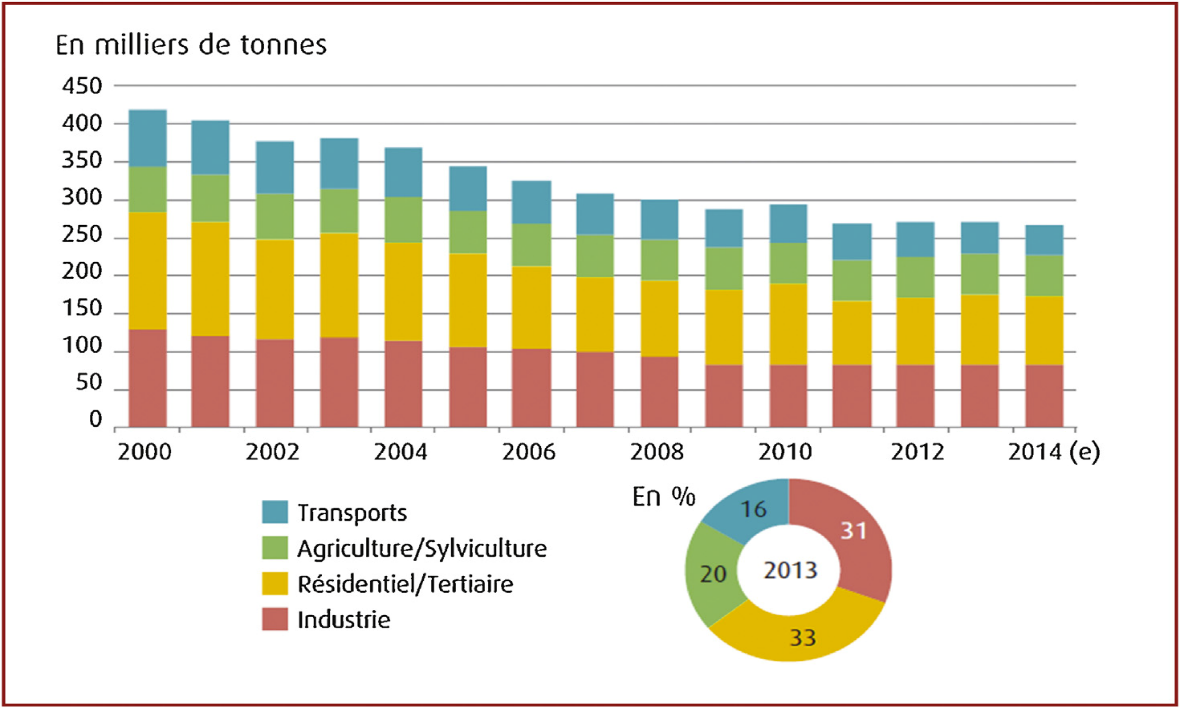 En milliers de tonnes
450
400
350
300
250
200
150
100
50
0
2000 2002 2004 2006 2008 2010 2012 2014 (e)
Transports
Agriculture/Sylviculture
Résidentiel/Tertiaire
Industrie
En %
16
31
20
2013
33